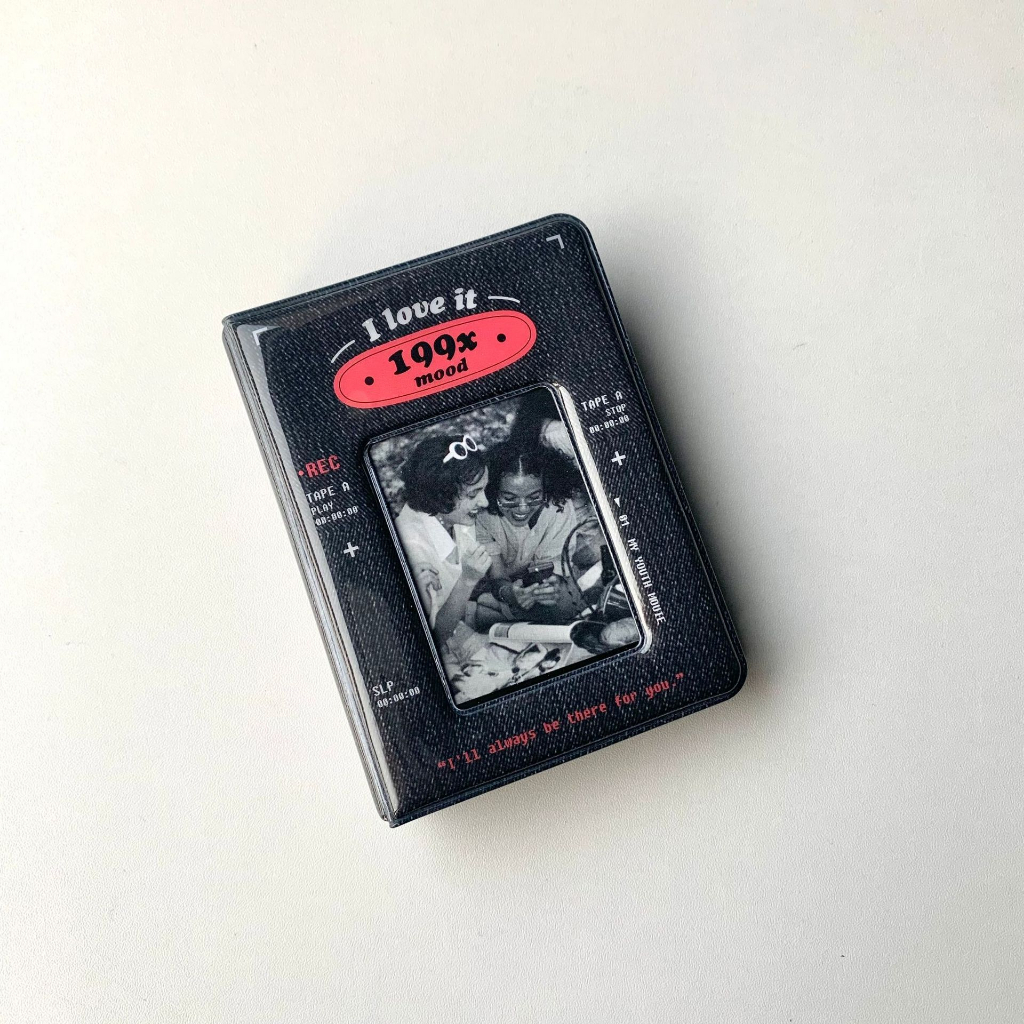 I love it
199x
mood
•REC
TAPE A
PLAY
00:00:00
TAPE A
STOP
00:00:00
▼ 01 MY YOUTH MOVIE
SLP
00:00:00
“I'll always be there for you.”